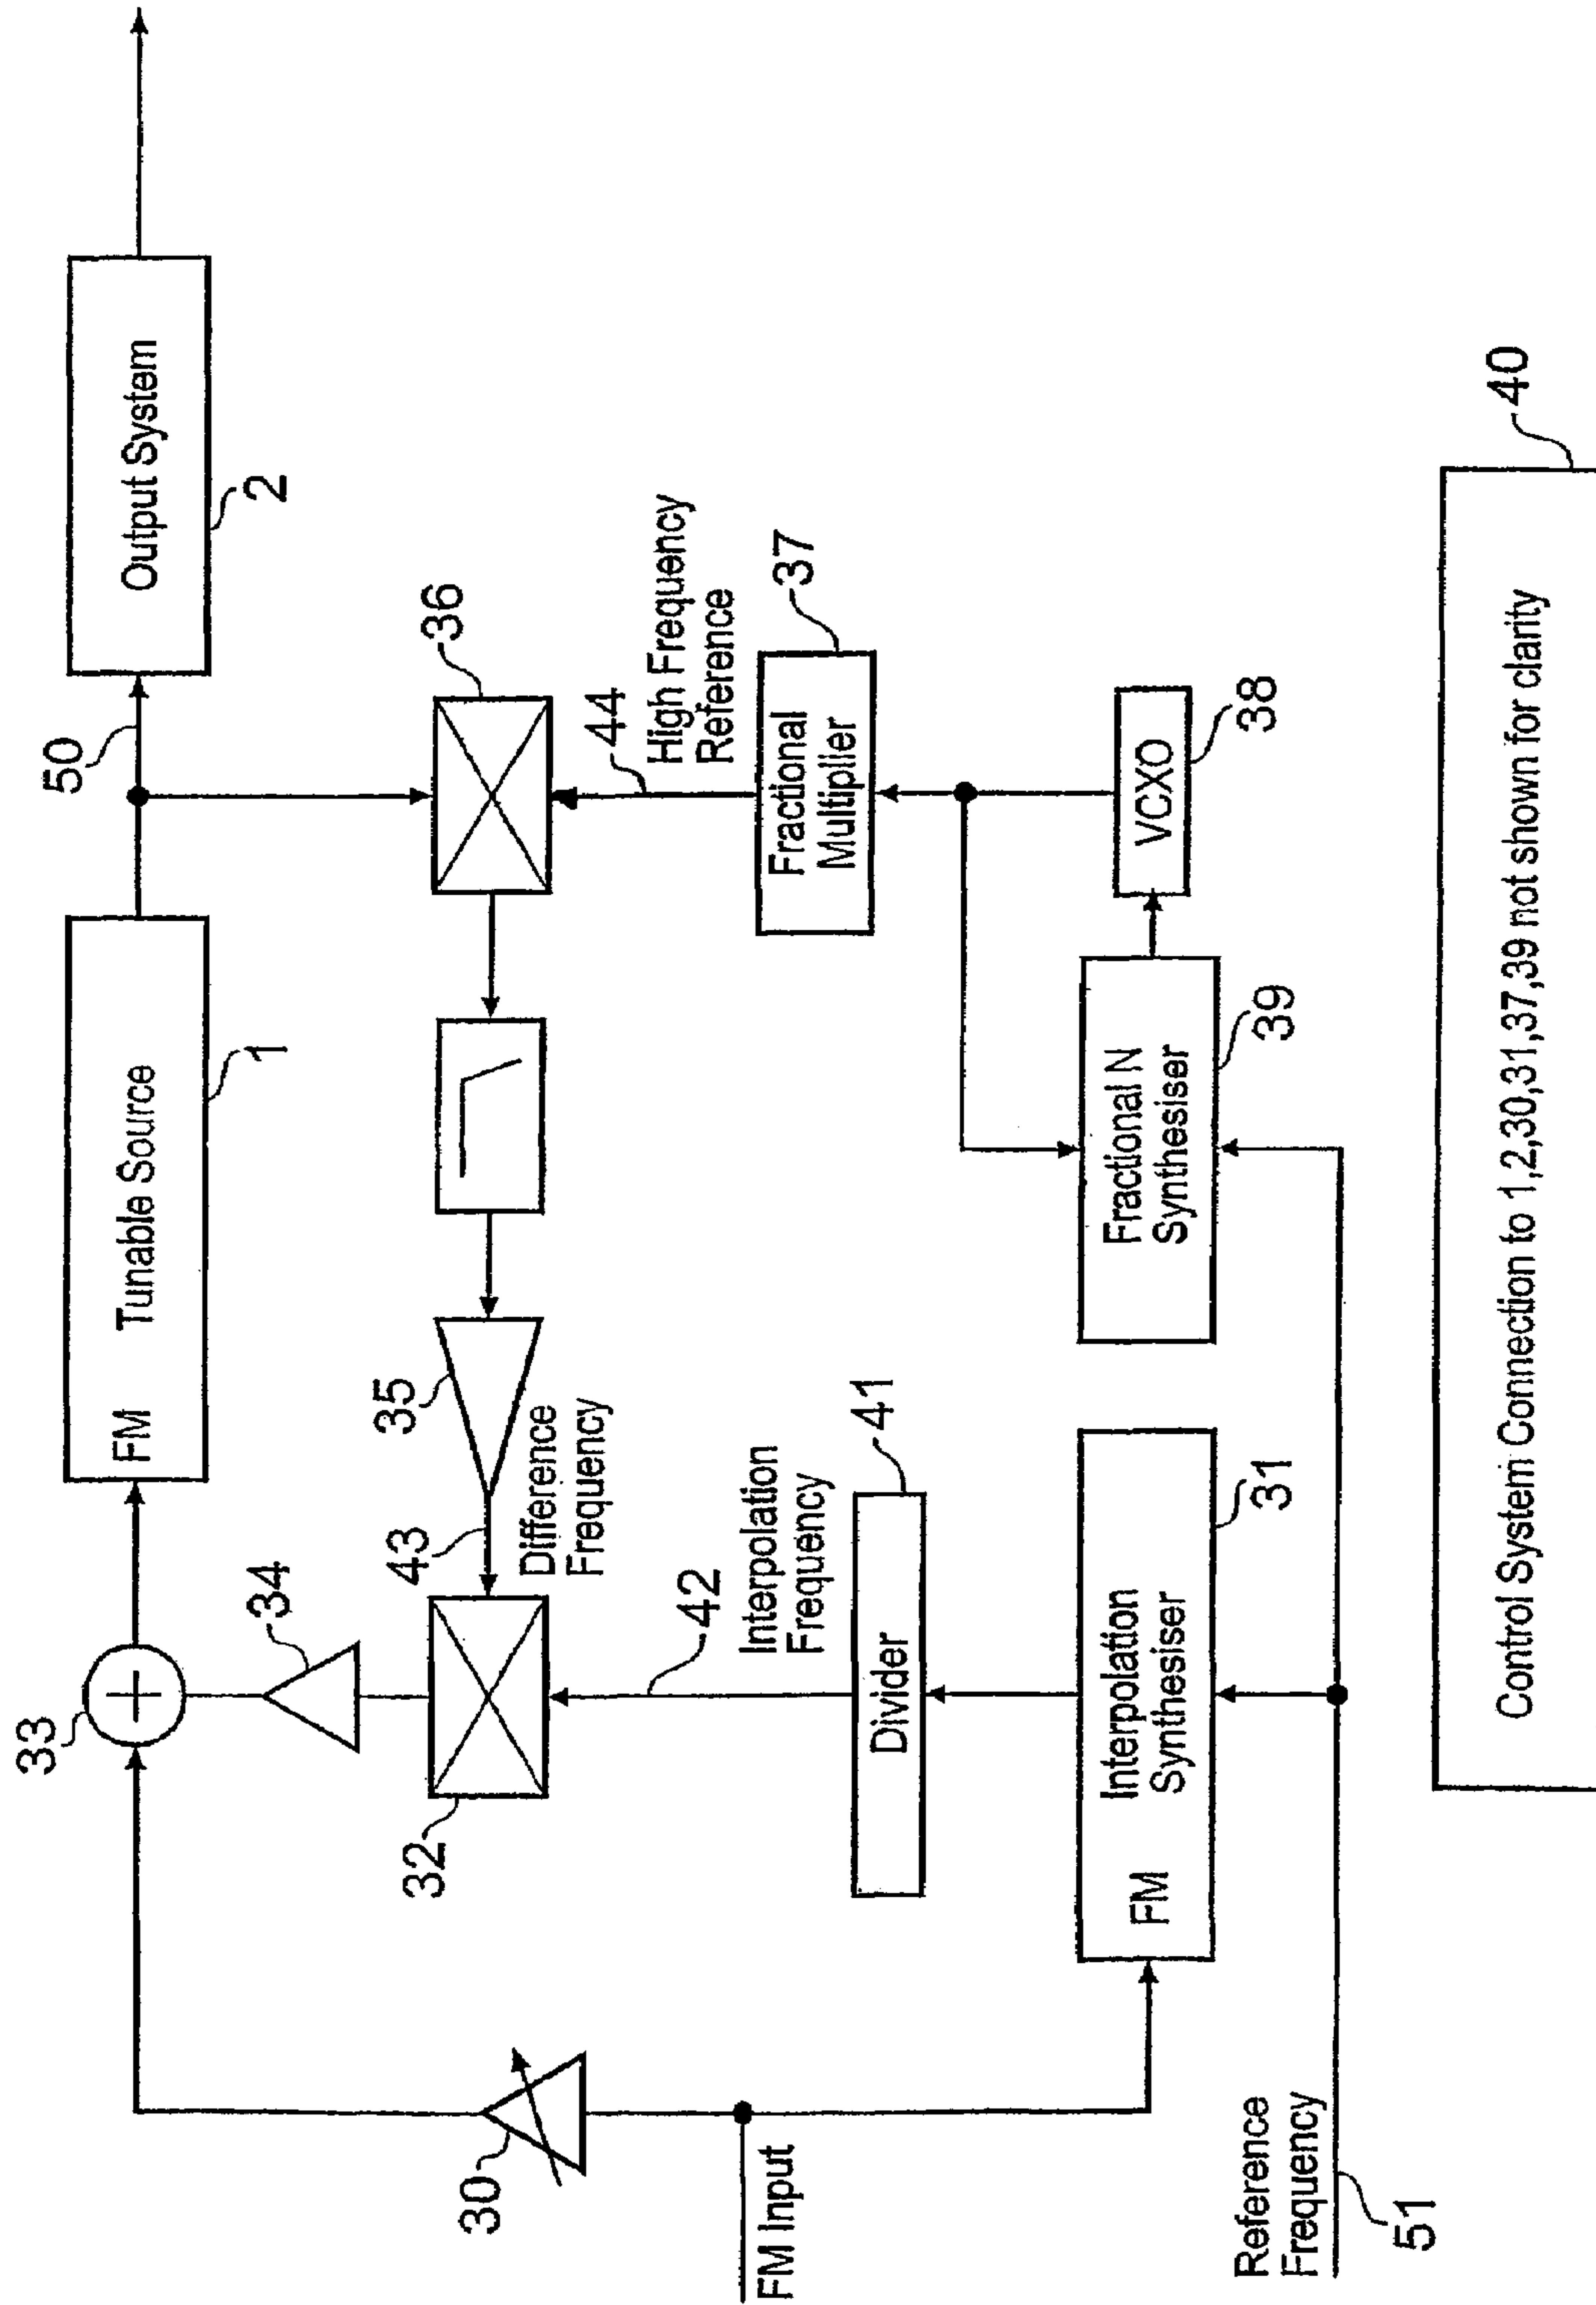 33
34
FM Tunable Source
1
50
Output System
2
32
43
Difference
Frequency
35
36
44
High Frequency
Reference
30
FM Input
42
Interpolation
Frequency
Divider
41
Fractional
Multiplier
37
FM
Interpolation
Synthesiser
31
Fractional N
Synthesiser
39
VCXO
38
Reference
Frequency
51
Control System Connection to 1,2,30,31,37,39 not shown for clarity
40